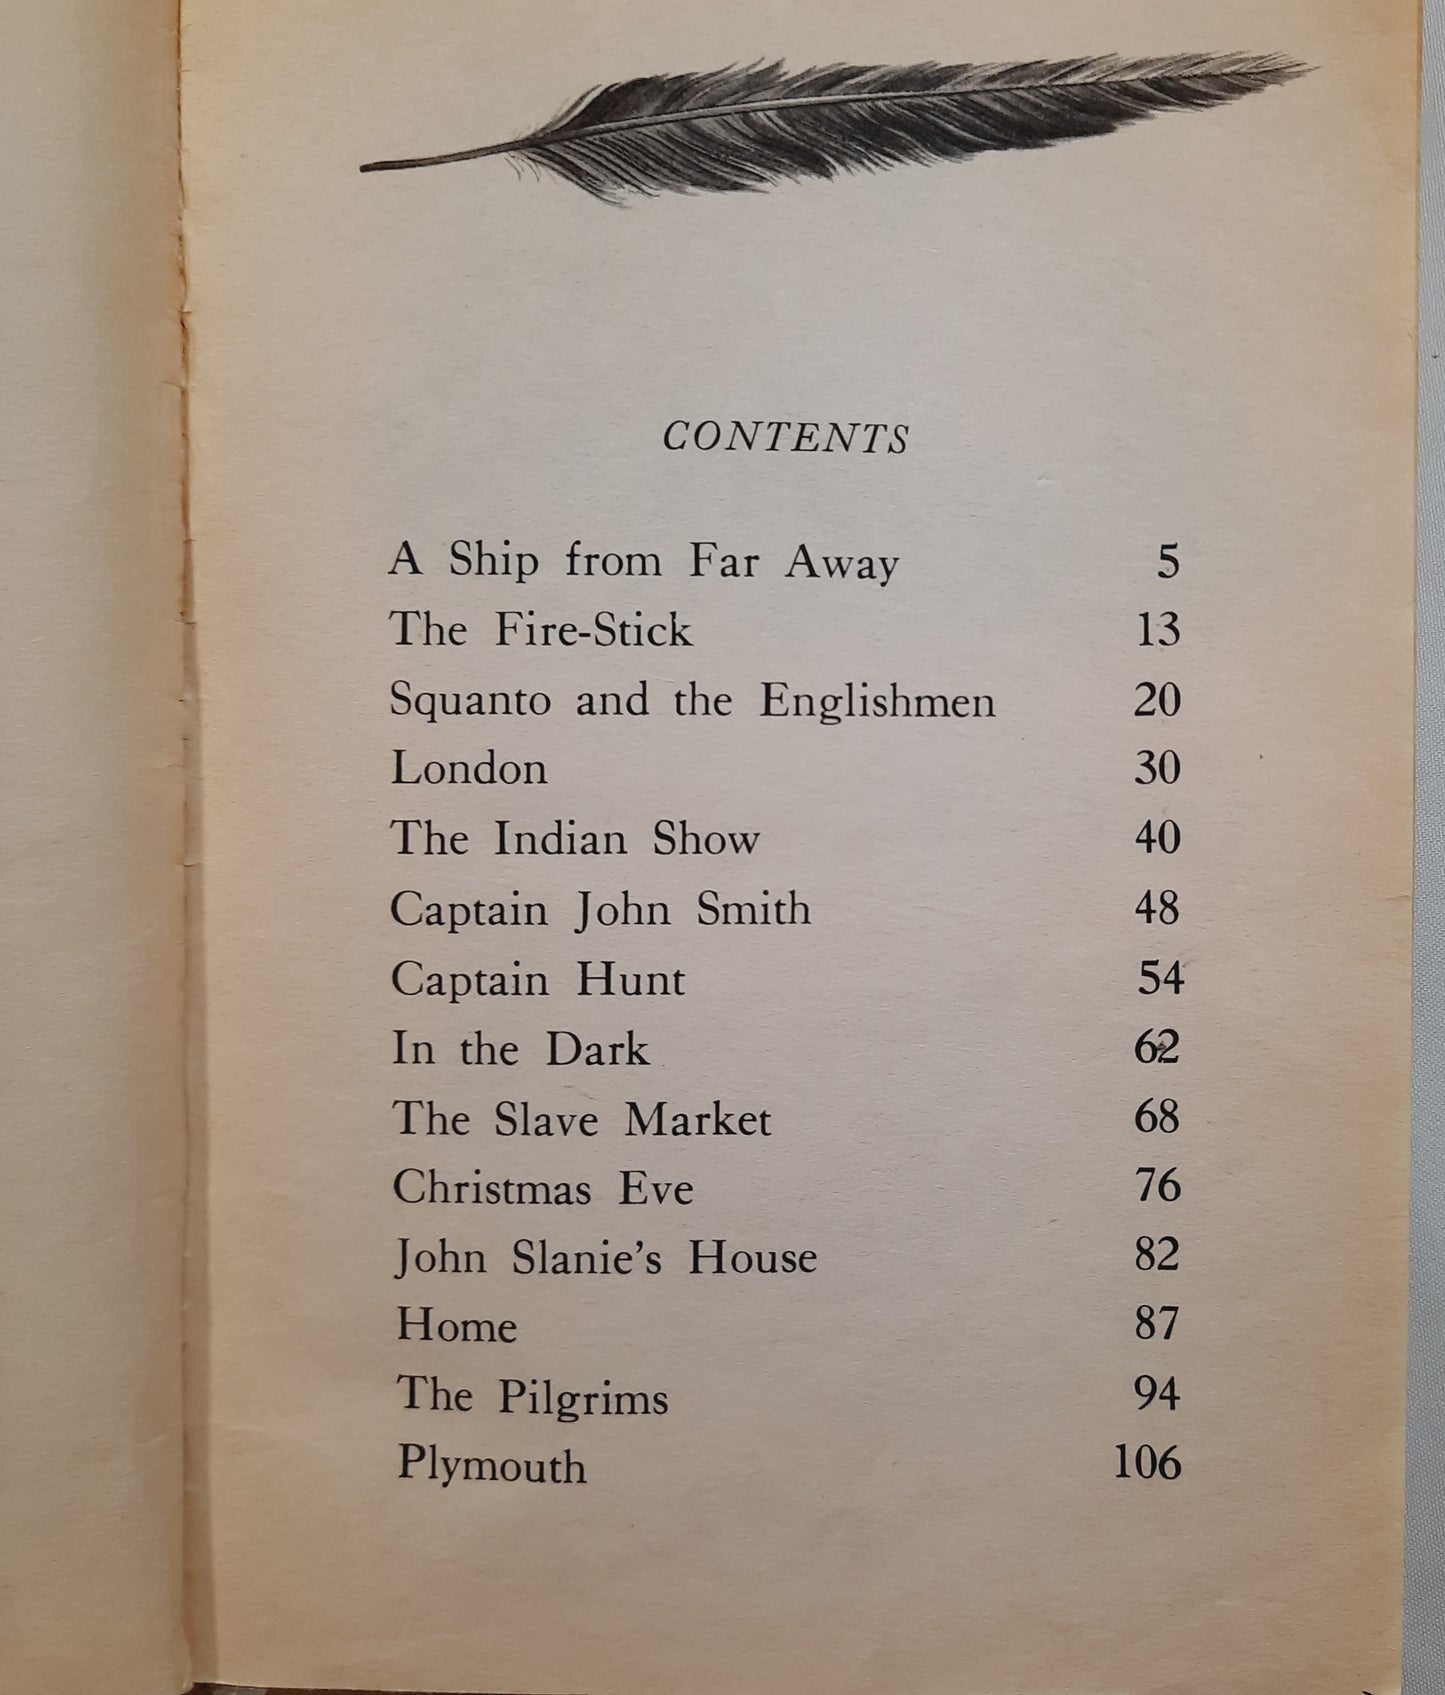 CONTENTS
A Ship from Far Away 5
The Fire-Stick 13
Squanto and the Englishmen 20
London 30
The Indian Show 40
Captain John Smith 48
Captain Hunt 54
In the Dark 62
The Slave Market 68
Christmas Eve 76
John Slanie's House 82
Home 87
The Pilgrims 94
Plymouth 106